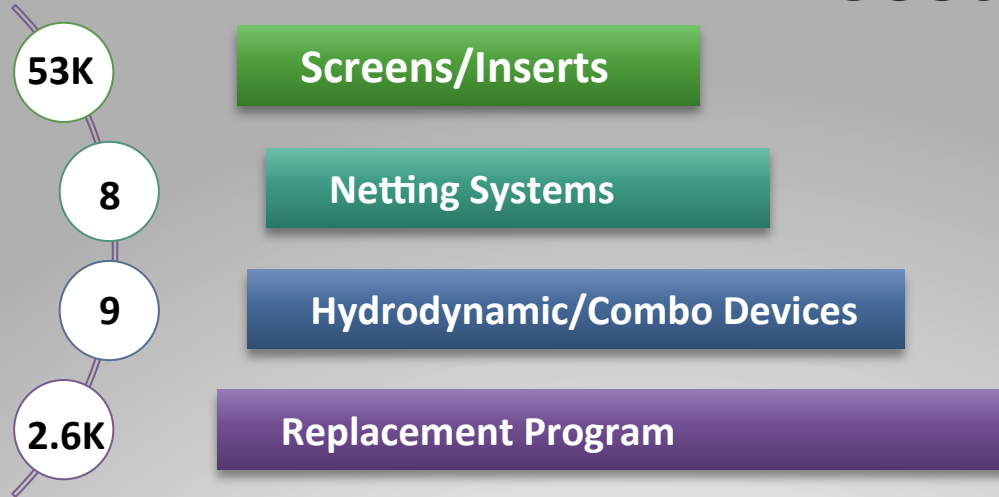 53K
Screens/Inserts
8
Netting Systems
9
Hydrodynamic/Combo Devices
2.6K
Replacement Program